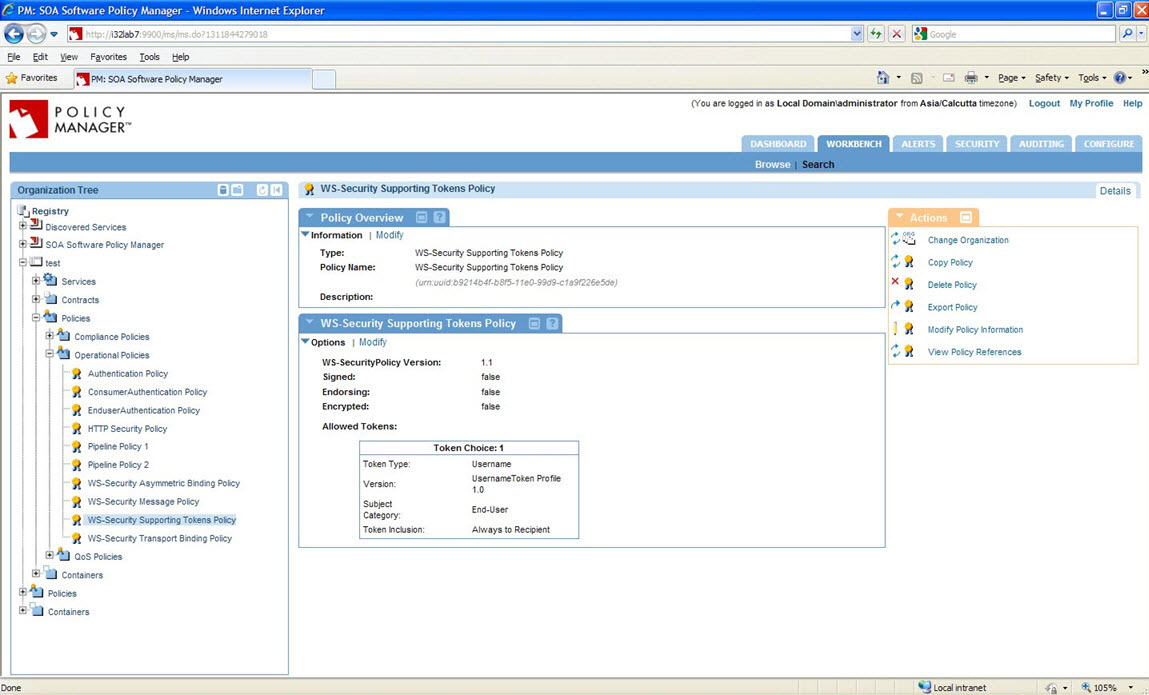 PM: SOA Software Policy Manager - Windows Internet Explorer
http://i32lab7:9900/ms/ms.do?1311844279018
Google
File Edit View Favorites Tools Help
Favorites PM: SOA Software Policy Manager
Page Safety Tools
POLICY
MANAGER™
(You are logged in as Local Domain\administrator from Asia/Calcutta timezone) Logout My Profile Help
DASHBOARD WORKBENCH ALERTS SECURITY AUDITING CONFIGURE
Browe | Search
Organization Tree
Registry
Discovered Services
SOA Software Policy Manager
test
Services
Contracts
Policies
Compliance Policies
Operational Policies
Authentication Policy
ConsumerAuthentication Policy
EnduserAuthentication Policy
HTTP Security Policy
Pipeline Policy 1
Pipeline Policy 2
WS-Security Asymmetric Binding Policy
WS-Security Message Policy
WS-Security Supporting Tokens Policy
WS-Security Transport Binding Policy
QoS Policies
Containers
Policies
Containers
WS-Security Supporting Tokens Policy
Details
Policy Overview
Information | Modify
Type: WS-Security Supporting Tokens Policy
Policy Name: WS-Security Supporting Tokens Policy
(urn:uuid:b9214b4f-b8f5-11e0-99d9-c1a9f226e5de)
Description:
WS-Security Supporting Tokens Policy
Options | Modify
WS-SecurityPolicy Version: 1.1
Signed: false
Endorsing: false
Encrypted: false
Allowed Tokens:
Token Choice: 1
Token Type: Username
Version: UsernameToken Profile
1.0
Subject
Category: End-User
Token Inclusion: Always to Recipient
Actions
Change Organization
Copy Policy
Delete Policy
Export Policy
Modify Policy Information
View Policy References
Done
Local intranet
105%